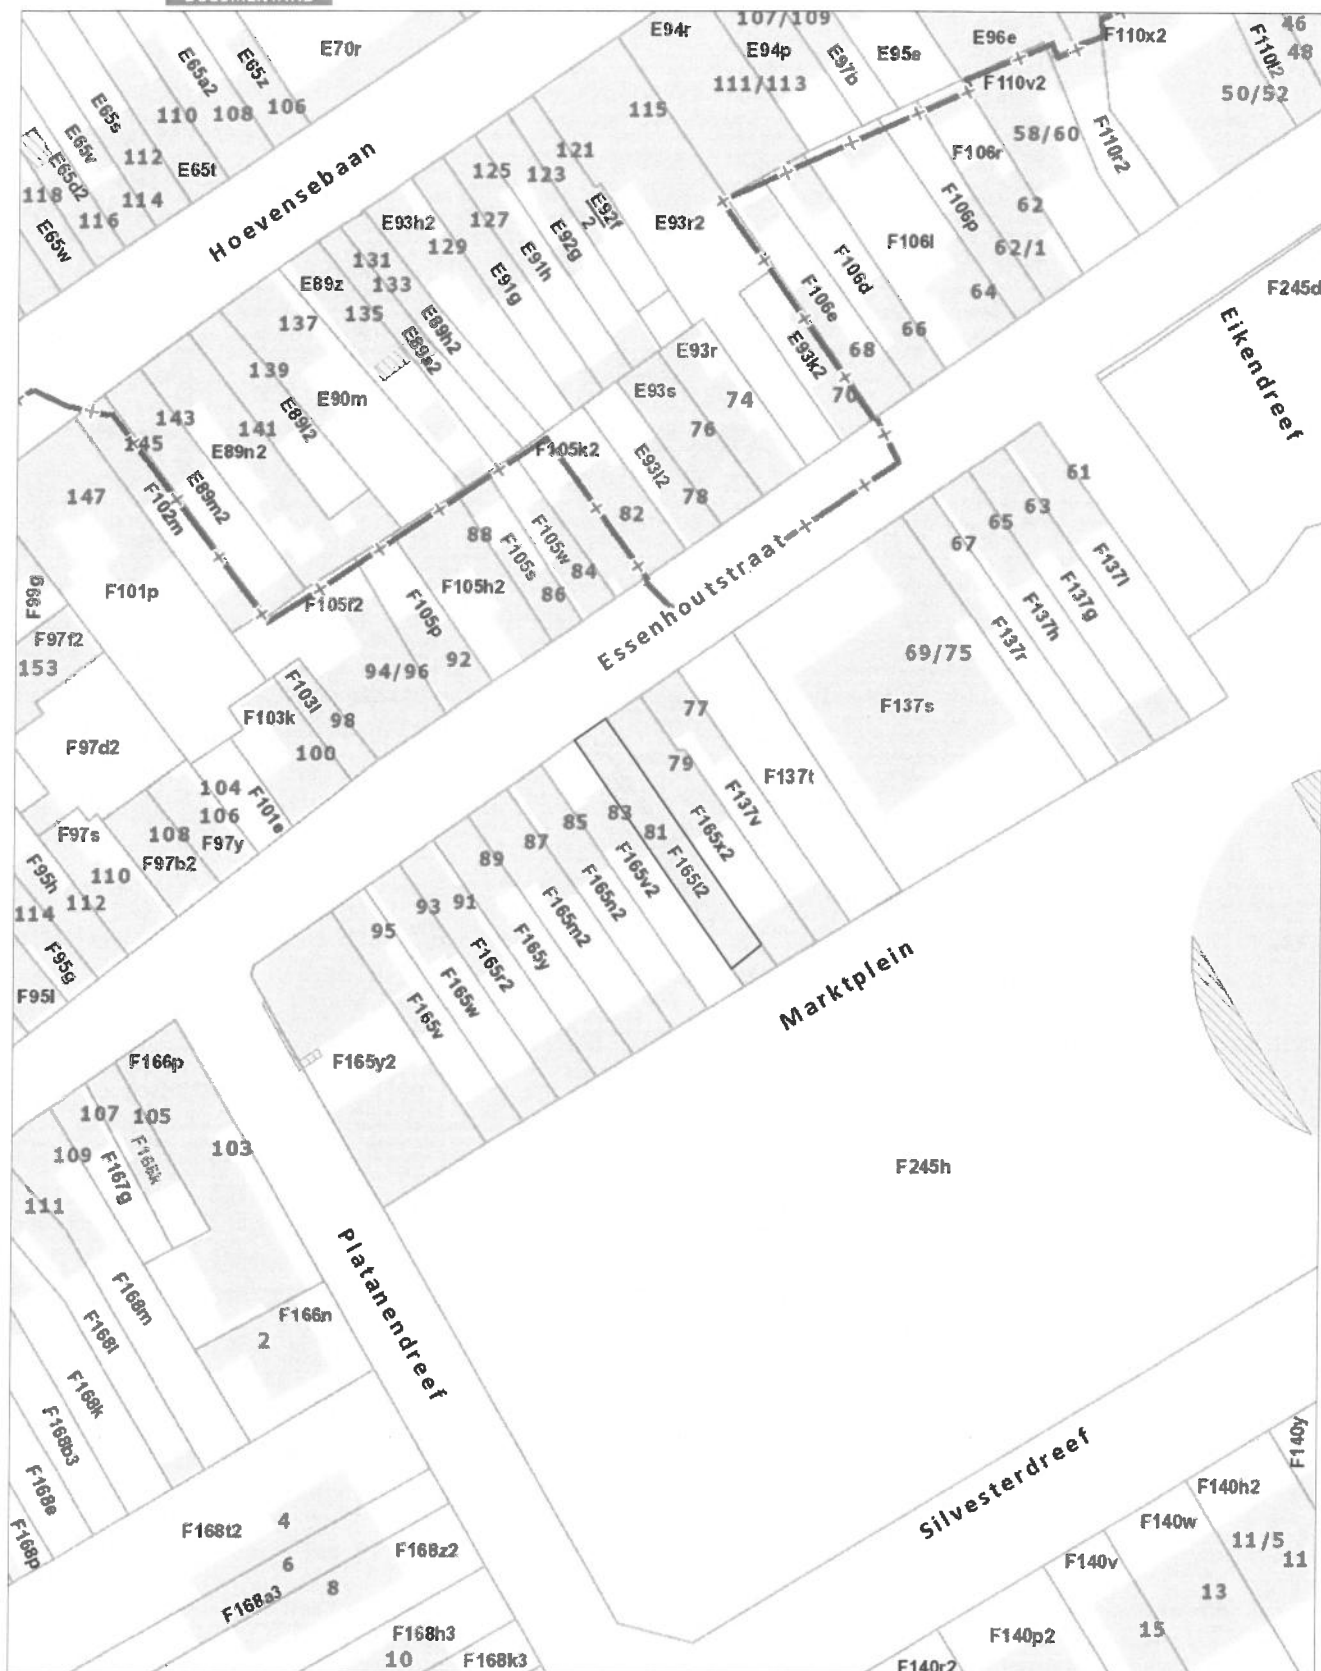 107/109
46
E94r
E96e
F110x2
E70r
E94p
E95e
48
E65z
E65a2
E97b
F110l2
111/113
F110v2
50/52
106
110
108
115
E65s
58/60
E65v
121
F106r
F110r2
Hoevensebaan
112
E65t
125
123
E65d2
118
114
E92f
2
62
116
E93h2
127
E93r2
F106p
E65w
129
E92g
F106l
62/1
131
E91h
F106d
E89z
133
E91g
F106e
64
F245d
137
135
E89h2
66
Eikendreef
E93r
68
E93k2
139
E90m
E93s
74
70
143
141
E89l2
76
145
E89n2
F105k2
E93l2
61
147
E89m2
78
63
F102m
82
65
88
F105w
67
F105s
F137l
F99g
F101p
F105h2
84
Essenhoutstraat
F137g
F105f2
86
F137h
F97f2
F105p
F137r
153
94/96
92
69/75
F103l
F137s
F103k
98
77
F97d2
100
79
F137t
104
F137v
106
F101e
83
F165x2
F97s
108
85
81
F97y
87
F165l2
F97b2
89
F165v2
F95h
110
F165n2
114
112
93
91
F165m2
95
F165y
F95g
F165r2
Marktplein
F95l
F165w
F165v
F166p
F165y2
107
105
109
103
F166k
F245h
F167g
111
Platanendreef
F168m
F166n
F168l
2
F168k
F168b3
F140y
Silvesterdreef
F168e
F140h2
F168t2
4
F140w
F168p
F168z2
11/5
6
F140v
11
8
F168a3
13
F168h3
F140p2
15
10
F168k3
F140r2